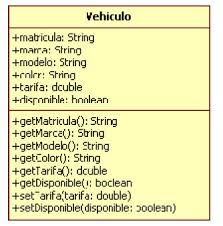 Vehiculo
+matricula: String
+marca: String
+modelo: String
+color: String
+tarifa: double
+disponible: boolean
+getMatricula(): String
+getMarca(): String
+getModelo(): String
+getColor(): String
+getTarifa(): double
+getDisponible(): boolean
+setTarifa(tarifa: double)
+setDisponible(disponible: boolean)